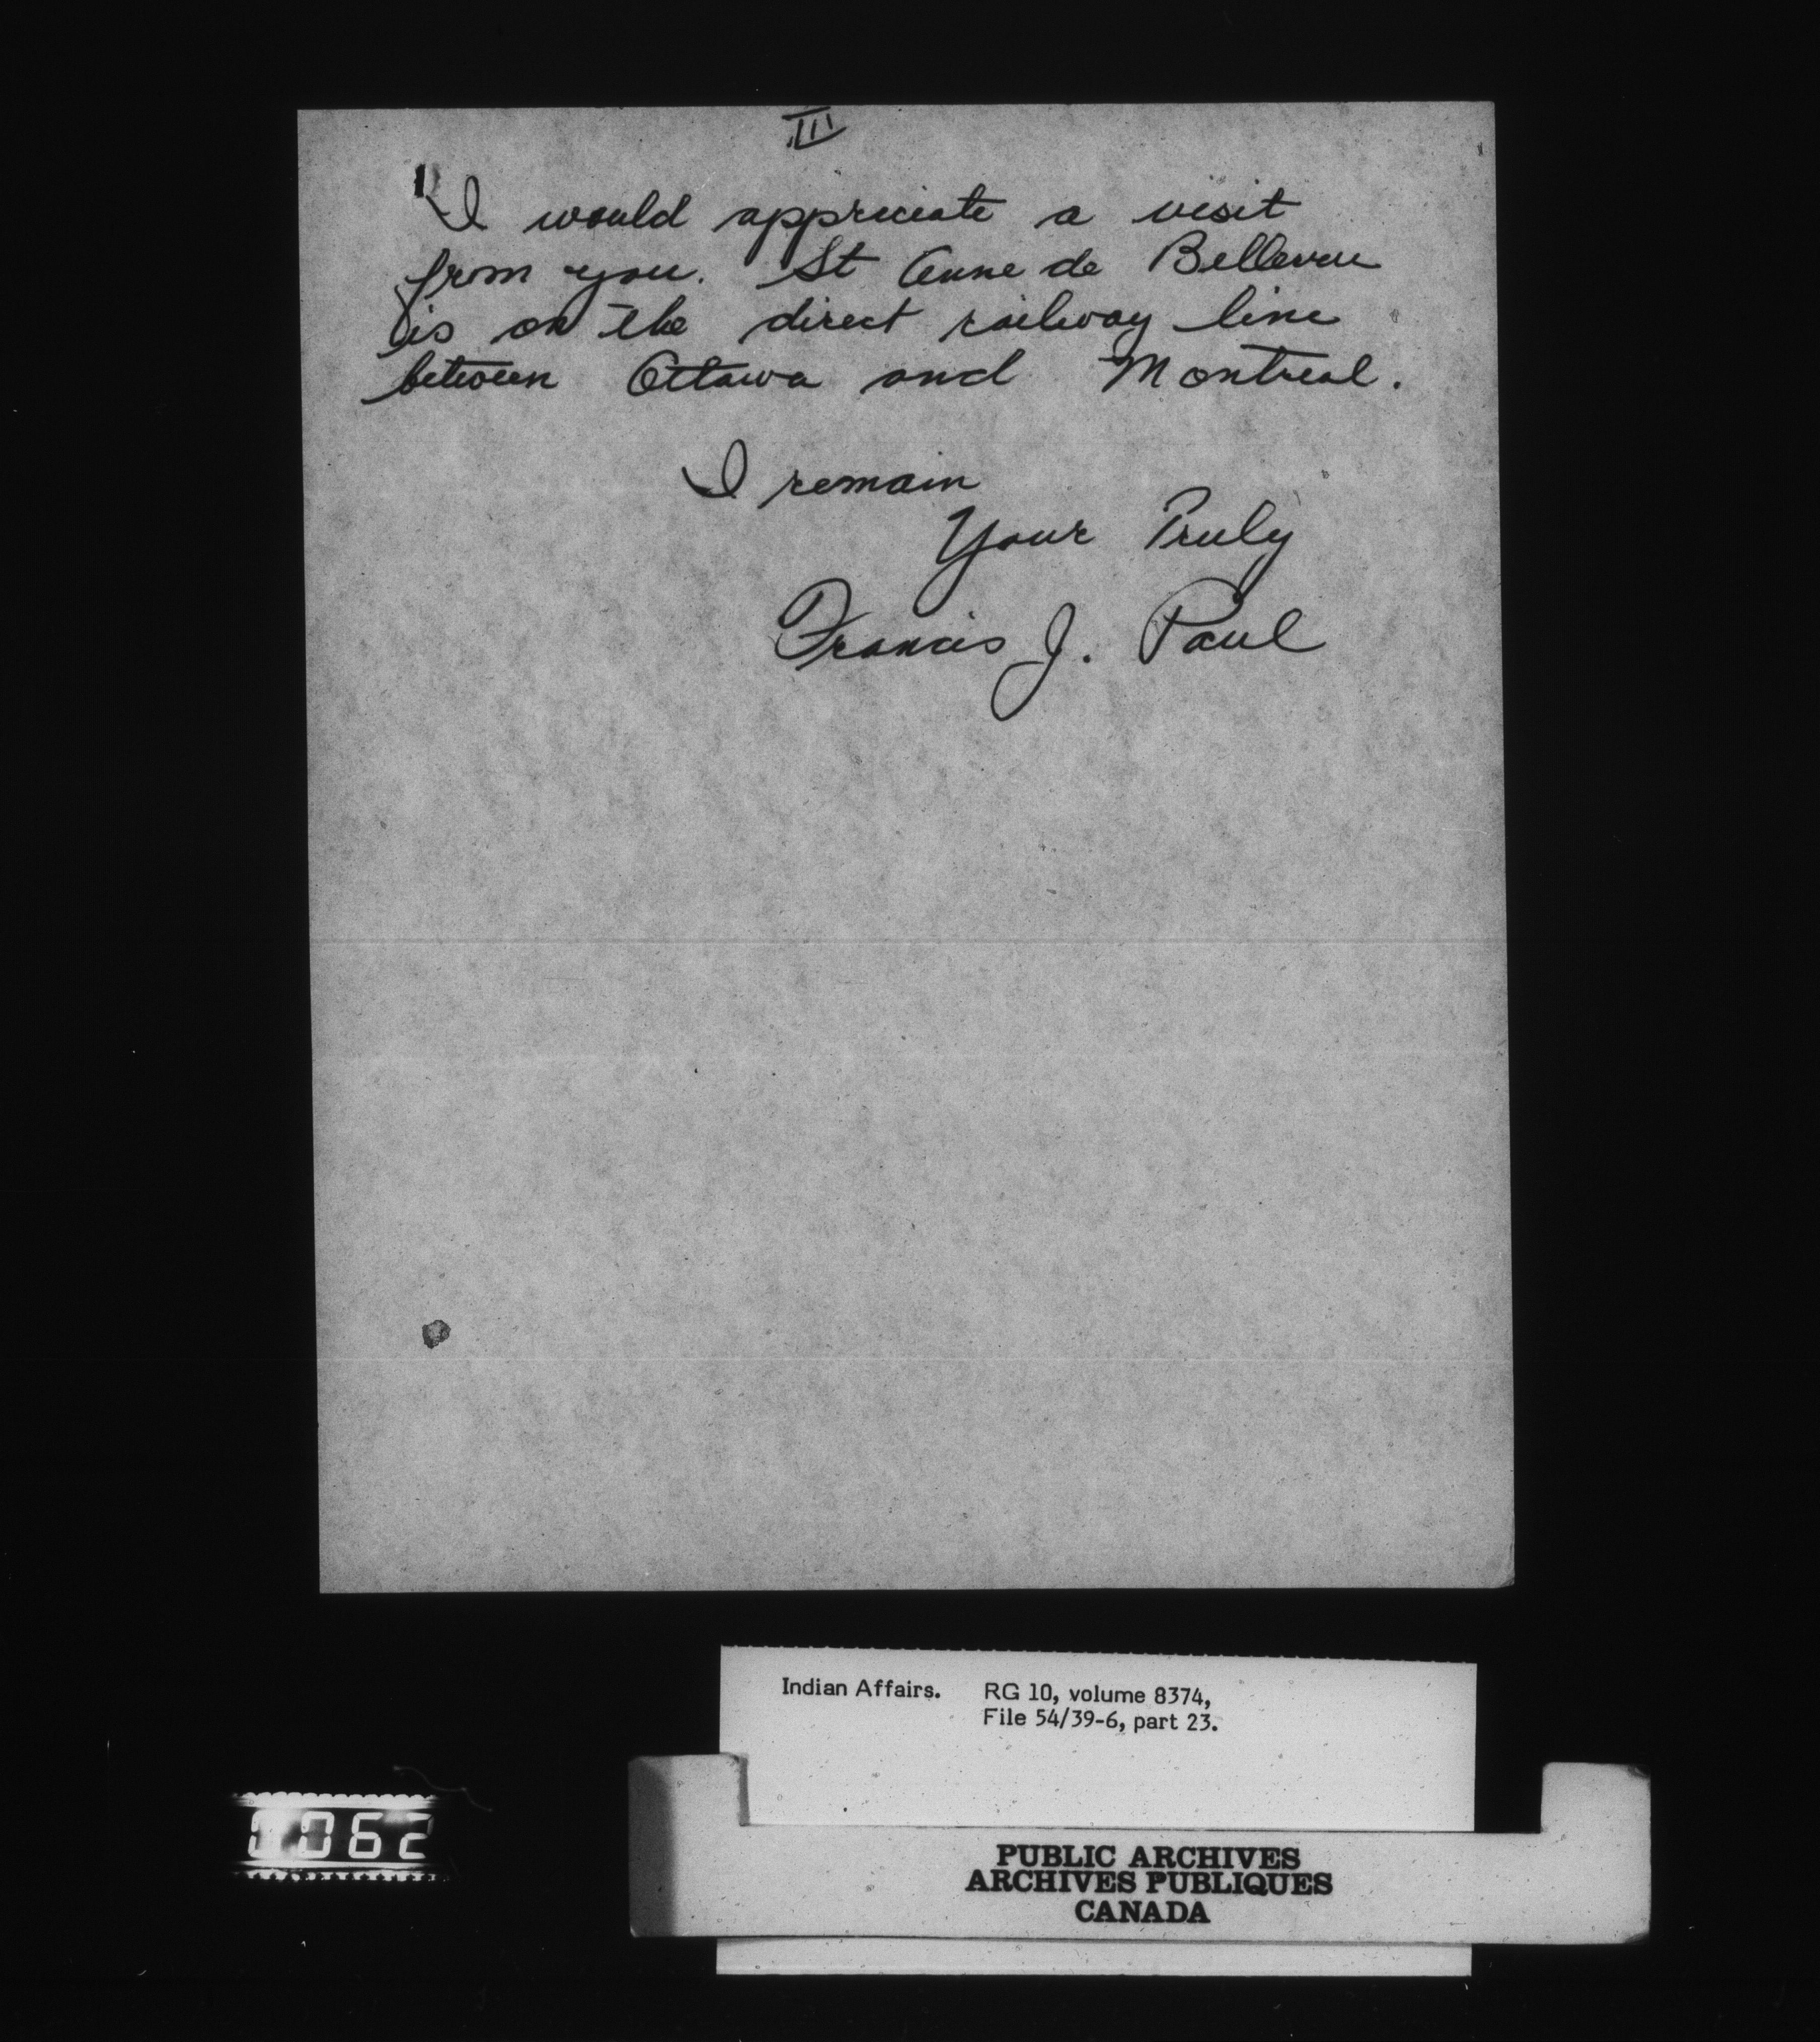 III
I would appreciate a visit
from you. St Anne de Bellevue
is on the direct railway line
between Ottawa and Montreal.
I remain
Your Truly
Francis J. Paul
Indian Affairs. RG 10, volume 8374,
File 54/39-6, part 23.
0062
PUBLIC ARCHIVES
ARCHIVES PUBLIQUES
CANADA